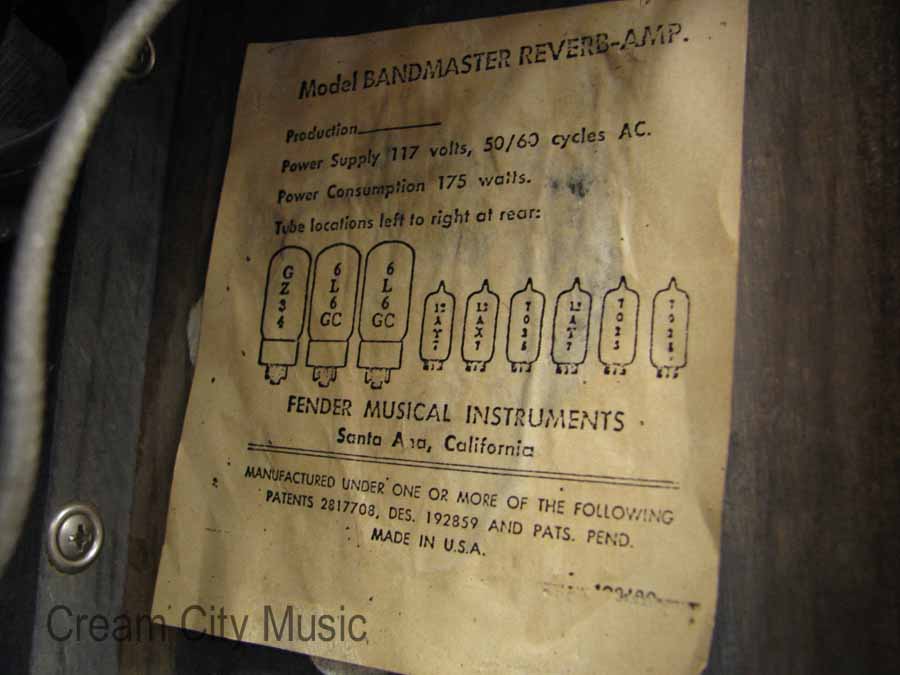 Model BANDMASTER REVERB-AMP.
Production
Power Supply 117 volts, 50/60 cycles AC.
Power Consumption 175 watts.
Tube locations left to right at rear:
GZ34 6L6GC 6L6GC 12AT7 12AX7 7025 12AT7 7025 7025
FENDER MUSICAL INSTRUMENTS
Santa Ana, California
MANUFACTURED UNDER ONE OR MORE OF THE FOLLOWING
PATENTS 2817708, DES. 192859 AND PATS. PEND.
MADE IN U.S.A.
Cream City Music